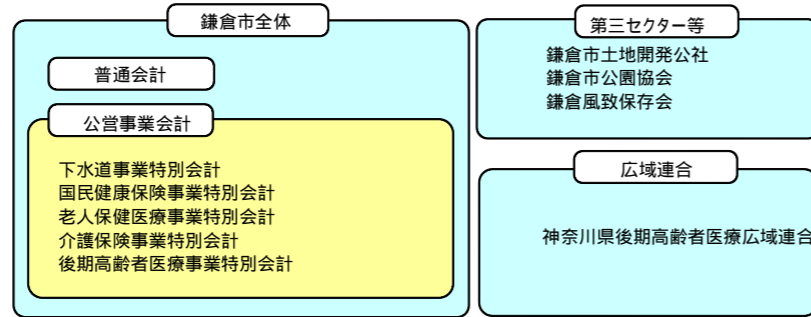 鎌倉市全体
普通会計
公営事業会計
下水道事業特別会計
国民健康保険事業特別会計
老人保健医療事業特別会計
介護保険事業特別会計
後期高齢者医療事業特別会計
第三セクター等
鎌倉市土地開発公社
鎌倉市公園協会
鎌倉風致保存会
広域連合
神奈川県後期高齢者医療広域連合